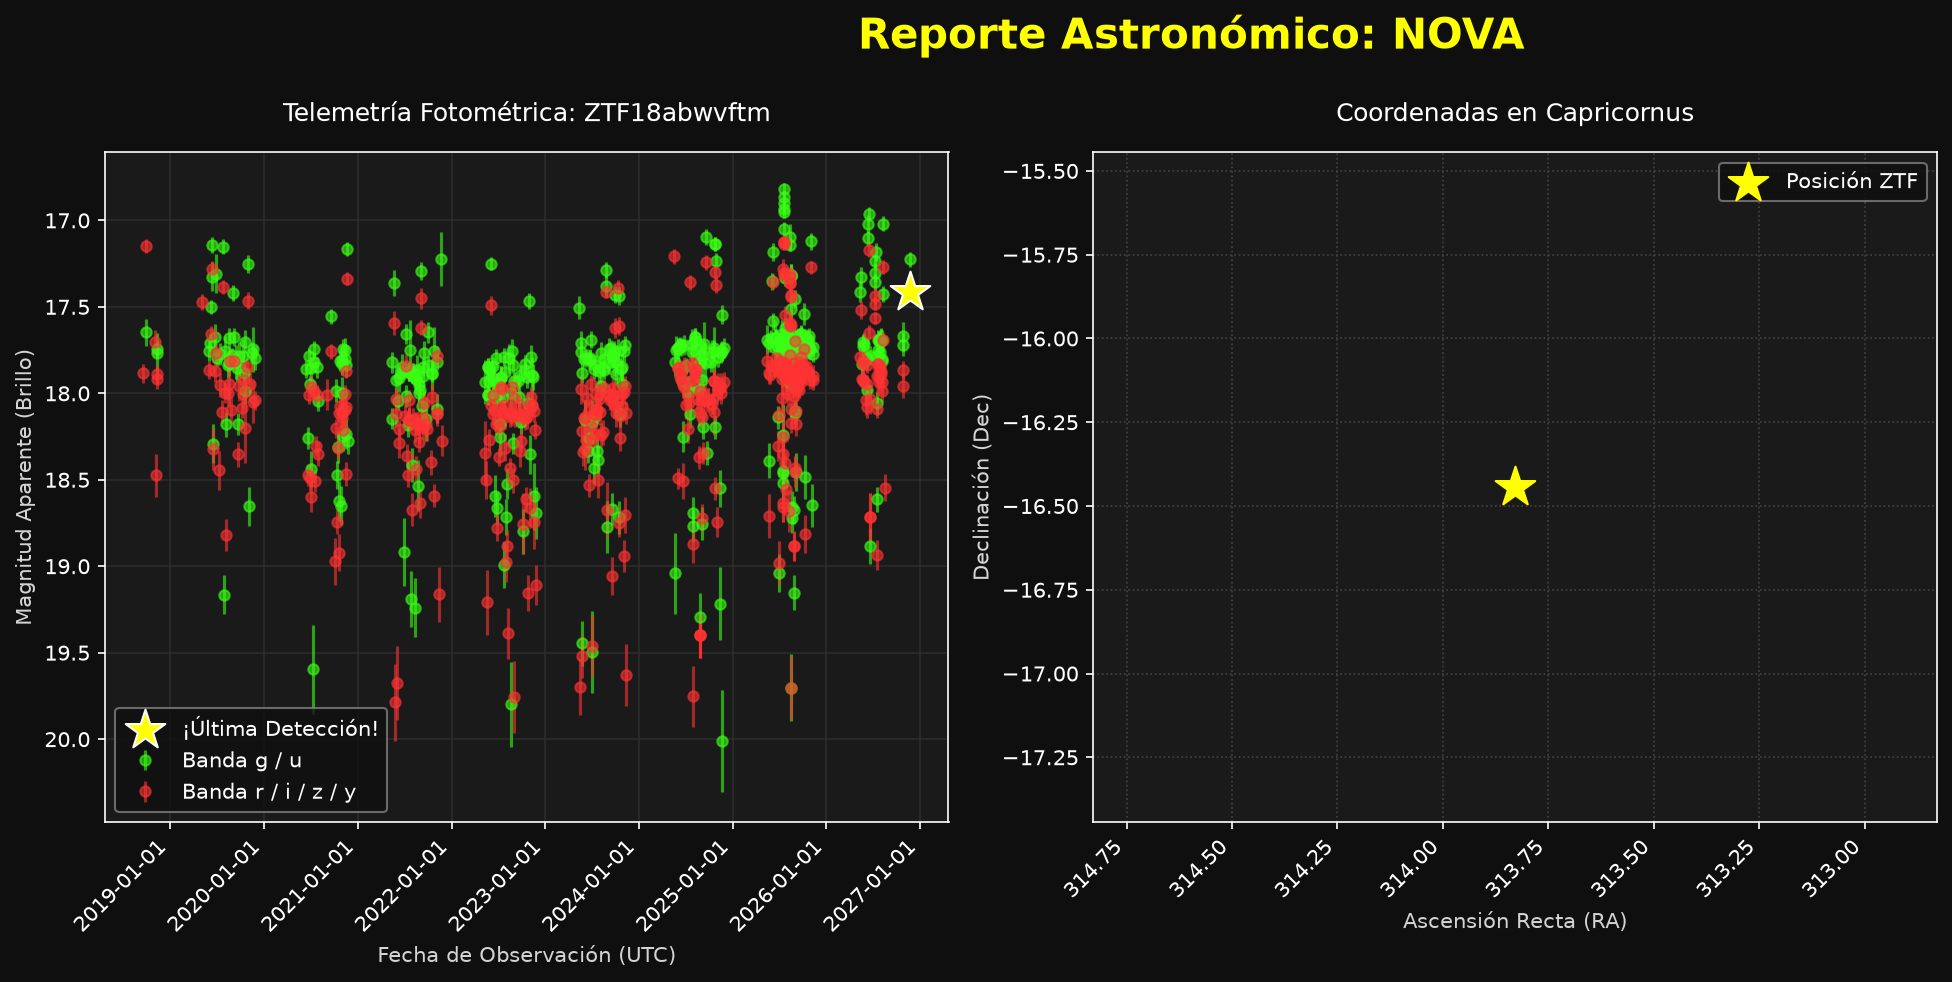 Reporte Astronómico: NOVA
Telemetría Fotométrica: ZTF18abwvftm
Magnitud Aparente (Brillo)
17.0
17.5
18.0
18.5
19.0
19.5
20.0
¡Última Detección!
Banda g / u
Banda r / i / z / y
2019-01-01
2020-01-01
2021-01-01
2022-01-01
2023-01-01
2024-01-01
2025-01-01
2026-01-01
2027-01-01
Fecha de Observación (UTC)
Coordenadas en Capricornus
Declinación (Dec)
−15.50
−15.75
−16.00
−16.25
−16.50
−16.75
−17.00
−17.25
Posición ZTF
314.75
314.50
314.25
314.00
313.75
313.50
313.25
313.00
Ascensión Recta (RA)